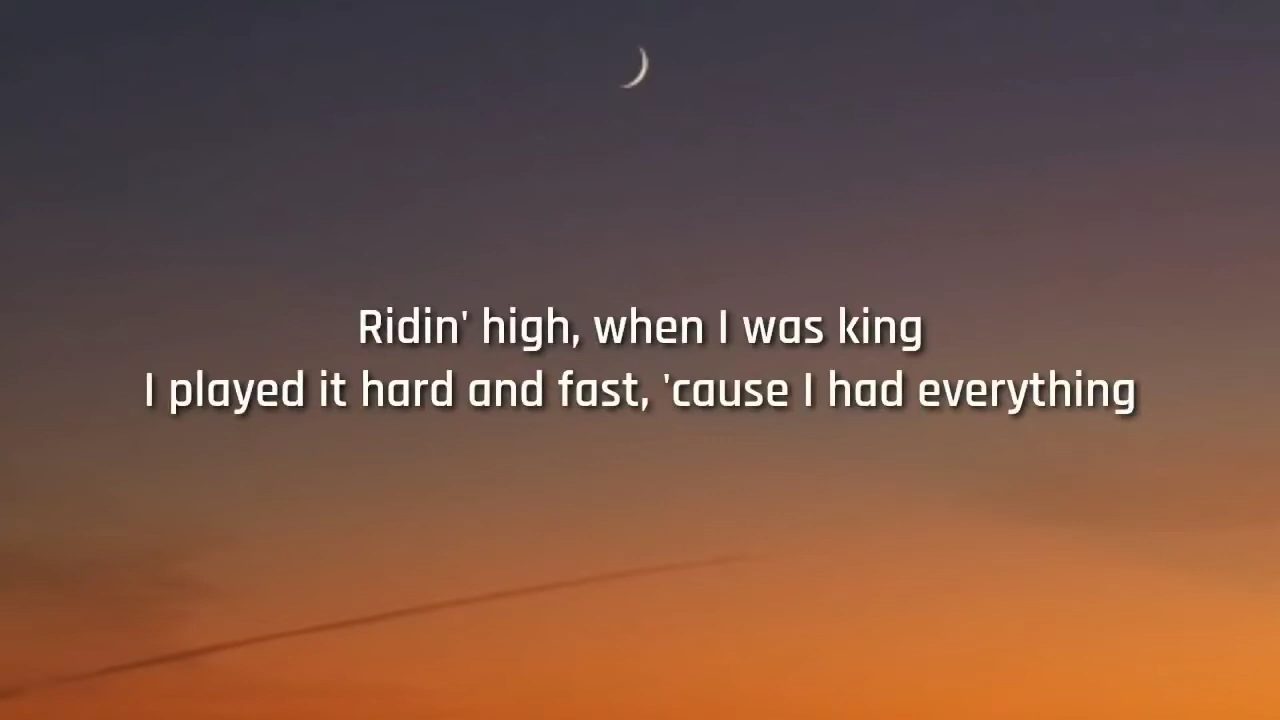 Ridin' high, when I was king
I played it hard and fast, 'cause I had everything